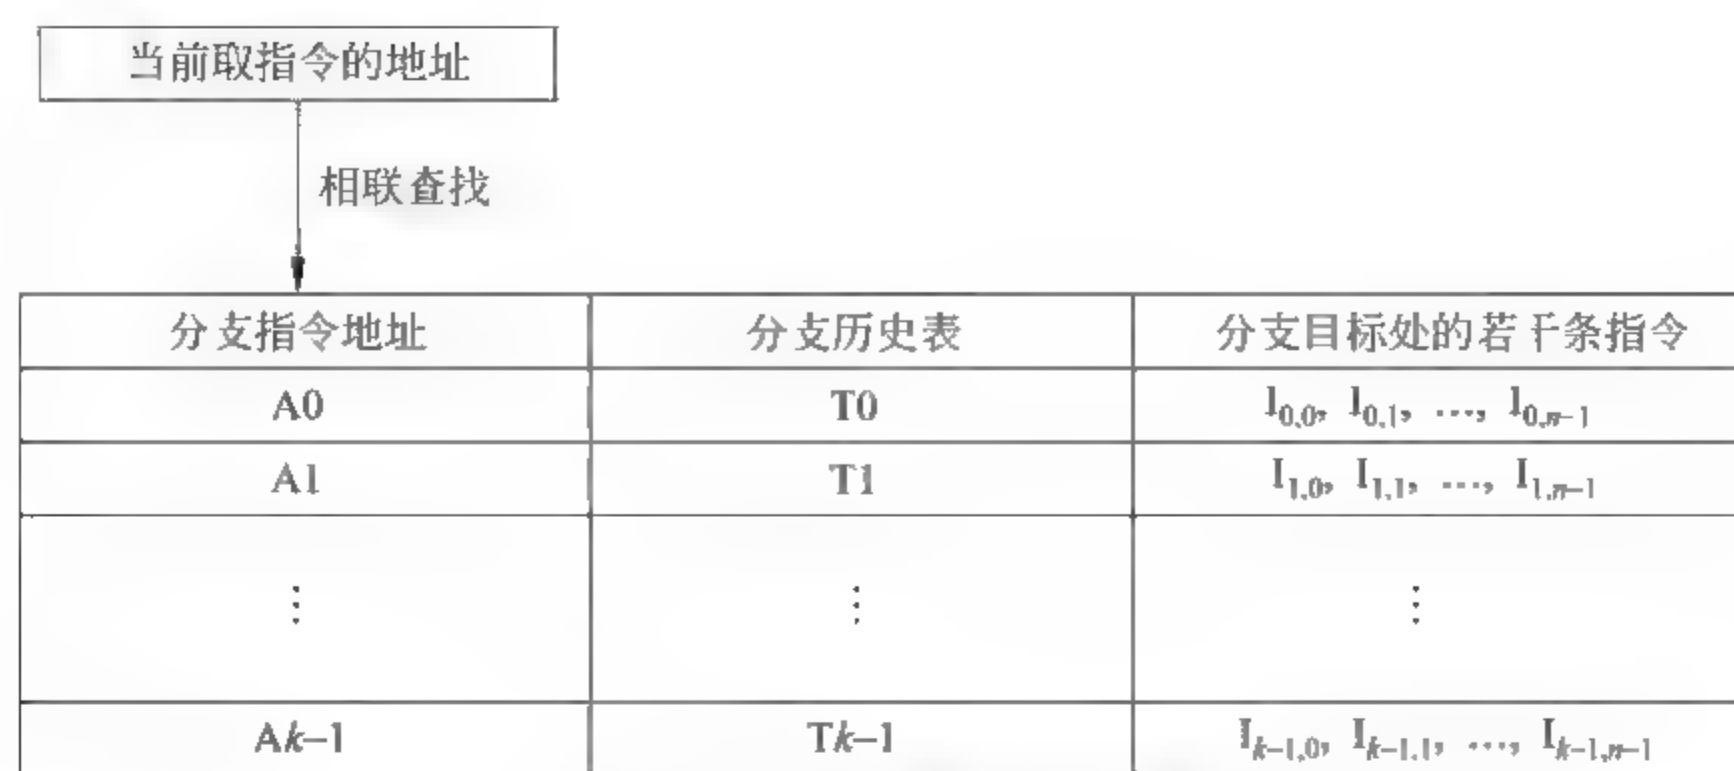 当前取指令的地址
相联查找
分支指令地址 分支历史表 分支目标处的若干条指令
A0 T0 I0,0, I0,1, …, I0,n−1
A1 T1 I1,0, I1,1, …, I1,n−1
⋮ ⋮ ⋮
Ak−1 Tk−1 Ik−1,0, Ik−1,1, …, Ik−1,n−1